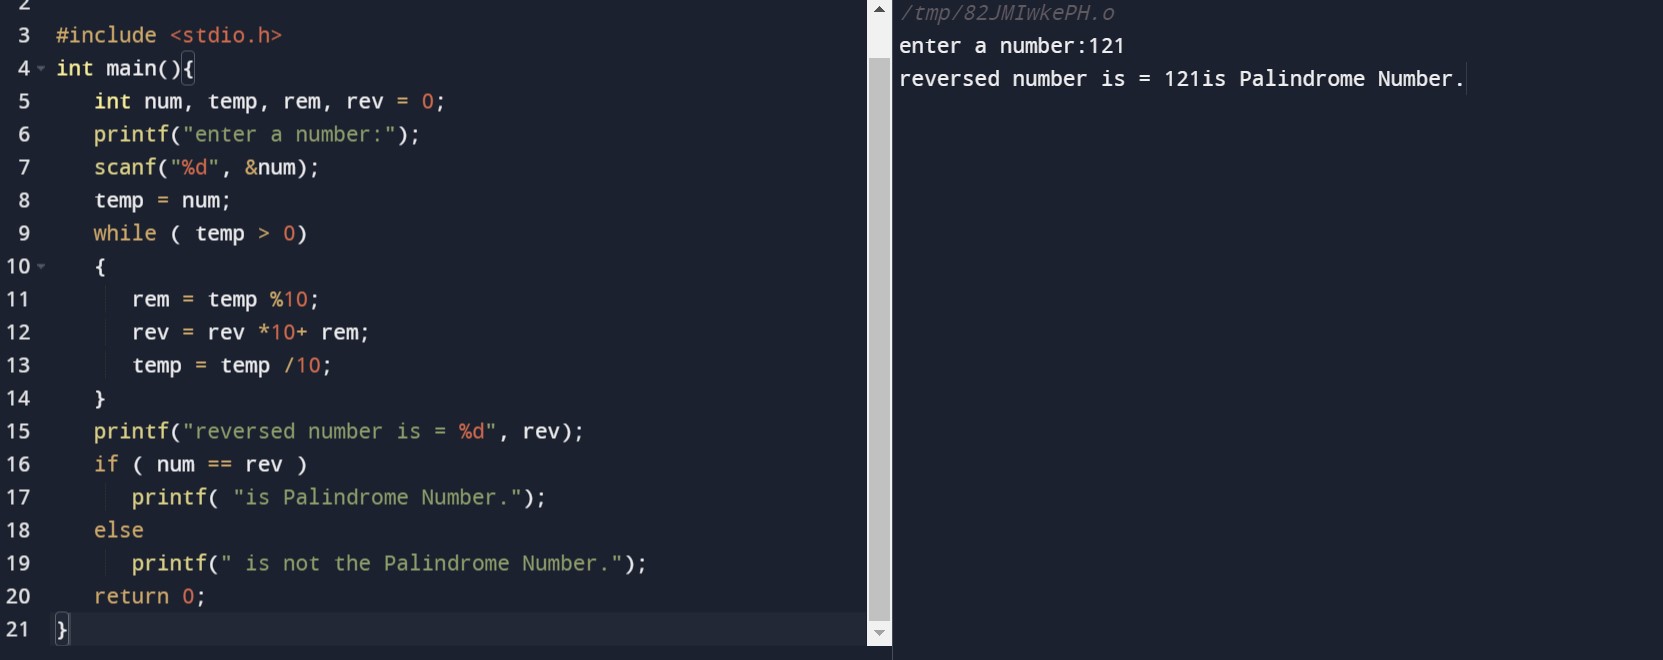 2
3 #include <stdio.h>
4 int main(){
5 int num, temp, rem, rev = 0;
6 printf("enter a number:");
7 scanf("%d", &num);
8 temp = num;
9 while ( temp > 0)
10 {
11 rem = temp %10;
12 rev = rev *10+ rem;
13 temp = temp /10;
14 }
15 printf("reversed number is = %d", rev);
16 if ( num == rev )
17 printf( "is Palindrome Number.");
18 else
19 printf(" is not the Palindrome Number.");
20 return 0;
21 }
/tmp/82JMIwkePH.o
enter a number:121
reversed number is = 121is Palindrome Number.